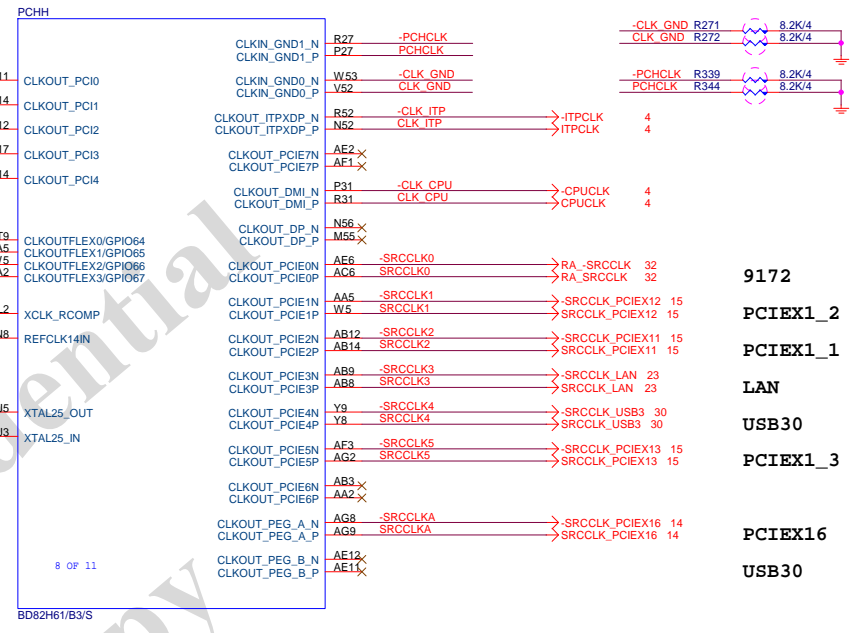 PCHH
-CLK_GND R271 8.2K/4
CLK_GND R272 8.2K/4
CLKIN_GND1_N R27 -PCHCLK
CLKIN_GND1_P P27 PCHCLK
-PCHCLK R339 8.2K/4
PCHCLK R344 8.2K/4
CLKOUT_PCI0 CLKIN_GND0_N W53 -CLK_GND
CLKIN_GND0_P V52 CLK_GND
CLKOUT_PCI1
CLKOUT_ITPXDP_N R52 -CLK_ITP -ITPCLK 4
CLKOUT_PCI2 CLKOUT_ITPXDP_P N52 CLK_ITP ITPCLK 4
CLKOUT_PCI3 CLKOUT_PCIE7N AE2
CLKOUT_PCIE7P AF1
CLKOUT_PCI4
CLKOUT_DMI_N P31 -CLK_CPU -CPUCLK 4
CLKOUT_DMI_P R31 CLK_CPU CPUCLK 4
CLKOUT_DP_N N56
CLKOUTFLEX0/GPIO64 CLKOUT_DP_P M55
CLKOUTFLEX1/GPIO65
CLKOUTFLEX2/GPIO66 CLKOUT_PCIE0N AE6 -SRCCLK0 RA_-SRCCLK 32
CLKOUTFLEX3/GPIO67 CLKOUT_PCIE0P AC6 SRCCLK0 RA_SRCCLK 32 9172
CLKOUT_PCIE1N AA5 -SRCCLK1 -SRCCLK_PCIEX12 15
XCLK_RCOMP CLKOUT_PCIE1P W5 SRCCLK1 SRCCLK_PCIEX12 15 PCIEX1_2
REFCLK14IN CLKOUT_PCIE2N AB12 -SRCCLK2 -SRCCLK_PCIEX11 15
CLKOUT_PCIE2P AB14 SRCCLK2 SRCCLK_PCIEX11 15 PCIEX1_1
CLKOUT_PCIE3N AB9 -SRCCLK3 -SRCCLK_LAN 23
CLKOUT_PCIE3P AB8 SRCCLK3 SRCCLK_LAN 23 LAN
XTAL25_OUT CLKOUT_PCIE4N Y9 -SRCCLK4 -SRCCLK_USB3 30
CLKOUT_PCIE4P Y8 SRCCLK4 SRCCLK_USB3 30 USB30
XTAL25_IN
CLKOUT_PCIE5N AF3 -SRCCLK5 -SRCCLK_PCIEX13 15
CLKOUT_PCIE5P AG2 SRCCLK5 SRCCLK_PCIEX13 15 PCIEX1_3
CLKOUT_PCIE6N AB3
CLKOUT_PCIE6P AA2
CLKOUT_PEG_A_N AG8 -SRCCLKA -SRCCLK_PCIEX16 14
CLKOUT_PEG_A_P AG9 SRCCLKA SRCCLK_PCIEX16 14 PCIEX16
CLKOUT_PEG_B_N AE12
8 OF 11 CLKOUT_PEG_B_P AE11 USB30
BD82H61/B3/S